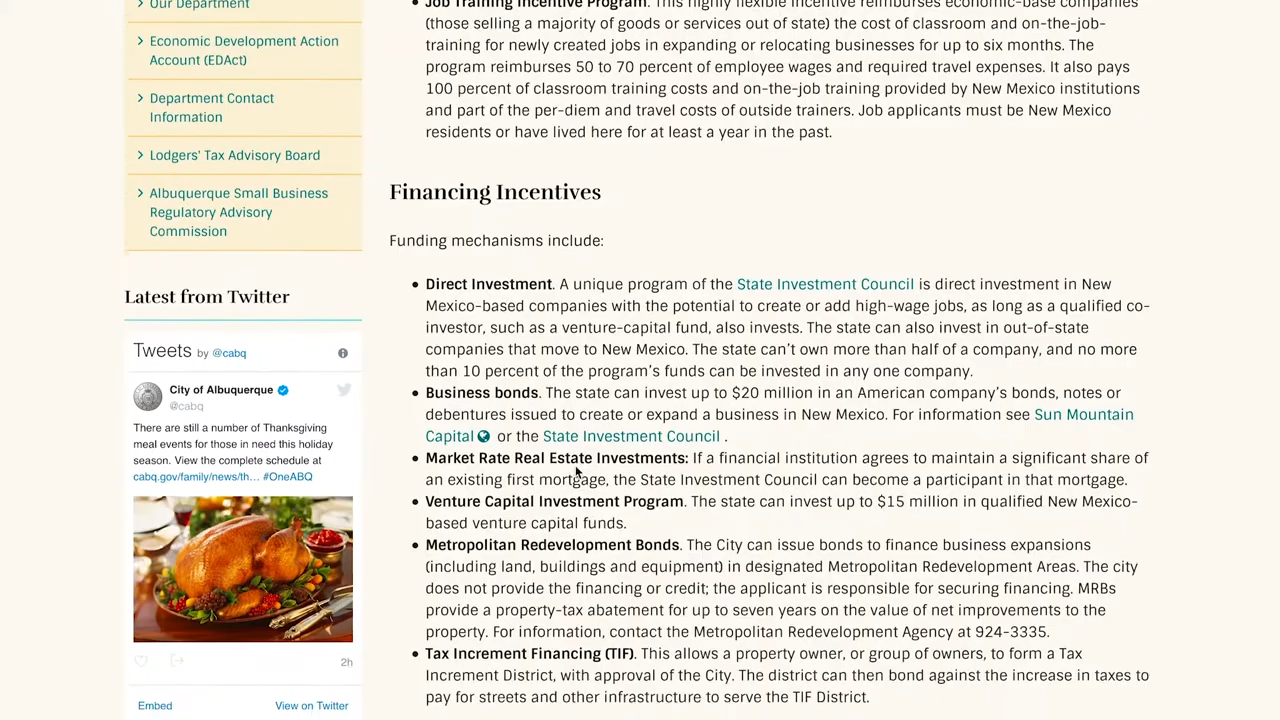 Our Department
Economic Development Action
Account (EDAct)
Department Contact
Information
Lodgers' Tax Advisory Board
Albuquerque Small Business
Regulatory Advisory
Commission
Latest from Twitter
Tweets by @cabq
City of Albuquerque
@cabq
There are still a number of Thanksgiving
meal events for those in need this holiday
season. View the complete schedule at
cabq.gov/family/news/th… #OneABQ
2h
Embed
View on Twitter
Job Training Incentive Program. This highly flexible incentive reimburses economic-base companies
(those selling a majority of goods or services out of state) the cost of classroom and on-the-job-
training for newly created jobs in expanding or relocating businesses for up to six months. The
program reimburses 50 to 70 percent of employee wages and required travel expenses. It also pays
100 percent of classroom training costs and on-the-job training provided by New Mexico institutions
and part of the per-diem and travel costs of outside trainers. Job applicants must be New Mexico
residents or have lived here for at least a year in the past.
Financing Incentives
Funding mechanisms include:
Direct Investment. A unique program of the State Investment Council is direct investment in New
Mexico-based companies with the potential to create or add high-wage jobs, as long as a qualified co-
investor, such as a venture-capital fund, also invests. The state can also invest in out-of-state
companies that move to New Mexico. The state can't own more than half of a company, and no more
than 10 percent of the program's funds can be invested in any one company.
Business bonds. The state can invest up to $20 million in an American company's bonds, notes or
debentures issued to create or expand a business in New Mexico. For information see Sun Mountain
Capital or the State Investment Council .
Market Rate Real Estate Investments: If a financial institution agrees to maintain a significant share of
an existing first mortgage, the State Investment Council can become a participant in that mortgage.
Venture Capital Investment Program. The state can invest up to $15 million in qualified New Mexico-
based venture capital funds.
Metropolitan Redevelopment Bonds. The City can issue bonds to finance business expansions
(including land, buildings and equipment) in designated Metropolitan Redevelopment Areas. The city
does not provide the financing or credit; the applicant is responsible for securing financing. MRBs
provide a property-tax abatement for up to seven years on the value of net improvements to the
property. For information, contact the Metropolitan Redevelopment Agency at 924-3335.
Tax Increment Financing (TIF). This allows a property owner, or group of owners, to form a Tax
Increment District, with approval of the City. The district can then bond against the increase in taxes to
pay for streets and other infrastructure to serve the TIF District.